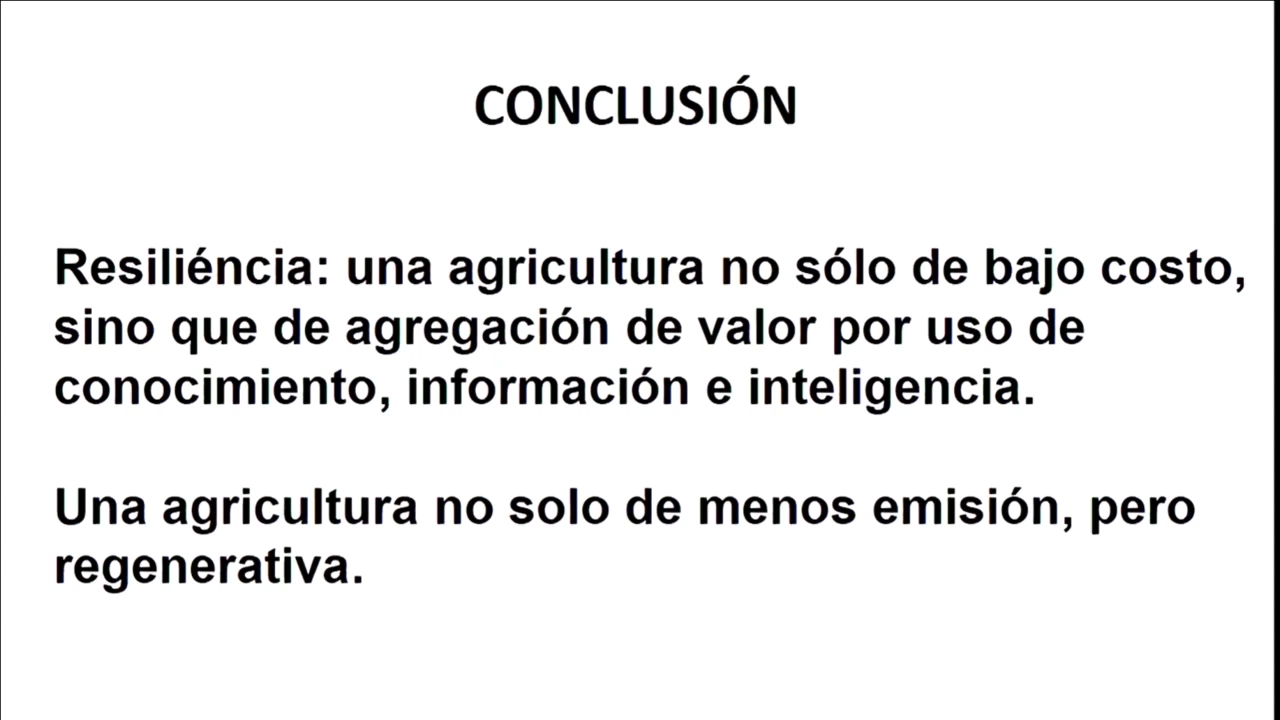 CONCLUSIÓN
Resiliéncia: una agricultura no sólo de bajo costo,
sino que de agregación de valor por uso de
conocimiento, información e inteligencia.
Una agricultura no solo de menos emisión, pero
regenerativa.